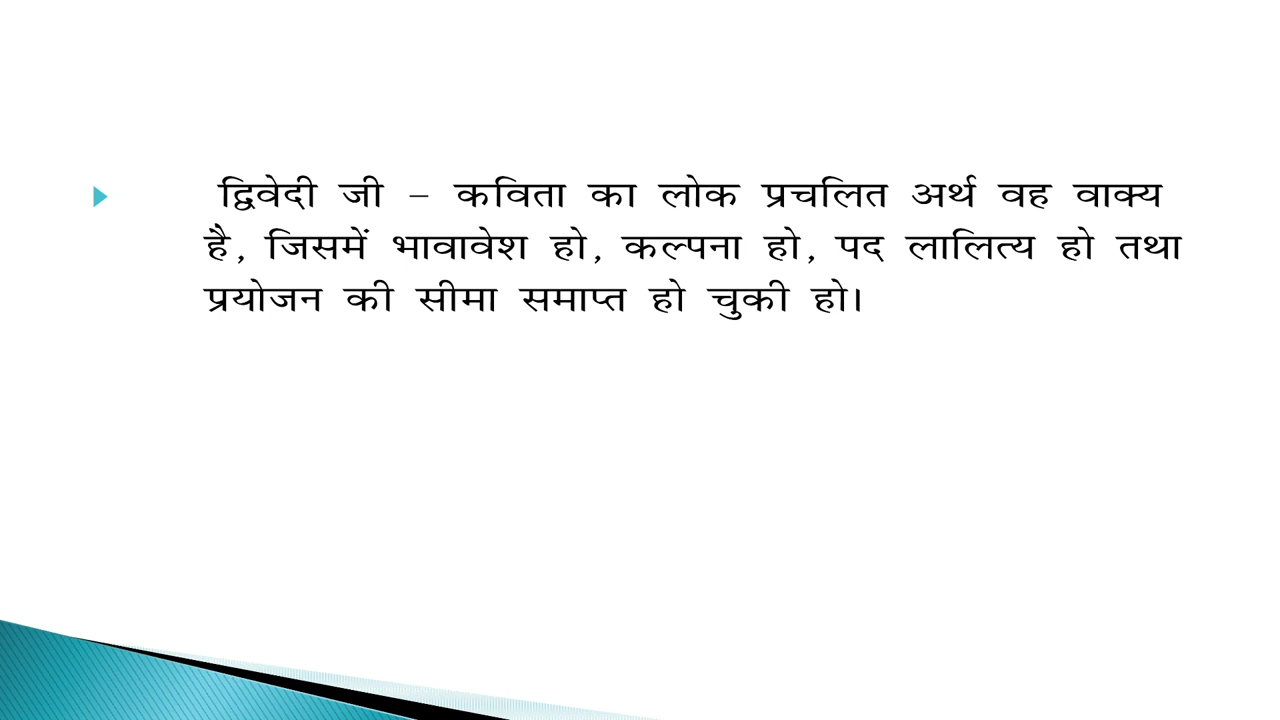 द्विवेदी जी – कविता का लोक प्रचलित अर्थ वह वाक्य
है, जिसमें भावावेश हो, कल्पना हो, पद लालित्य हो तथा
प्रयोजन की सीमा समाप्त हो चुकी हो।